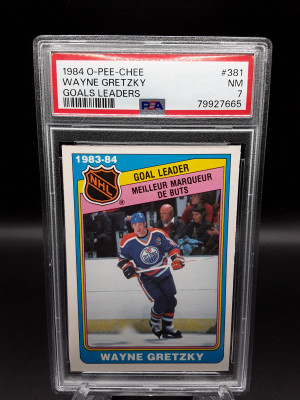 1984 O-PEE-CHEE #381
WAYNE GRETZKY NM
GOALS LEADERS 7
PSA 79927665
1983-84
NHL
GOAL LEADER
MEILLEUR MARQUEUR
DE BUTS
WAYNE GRETZKY